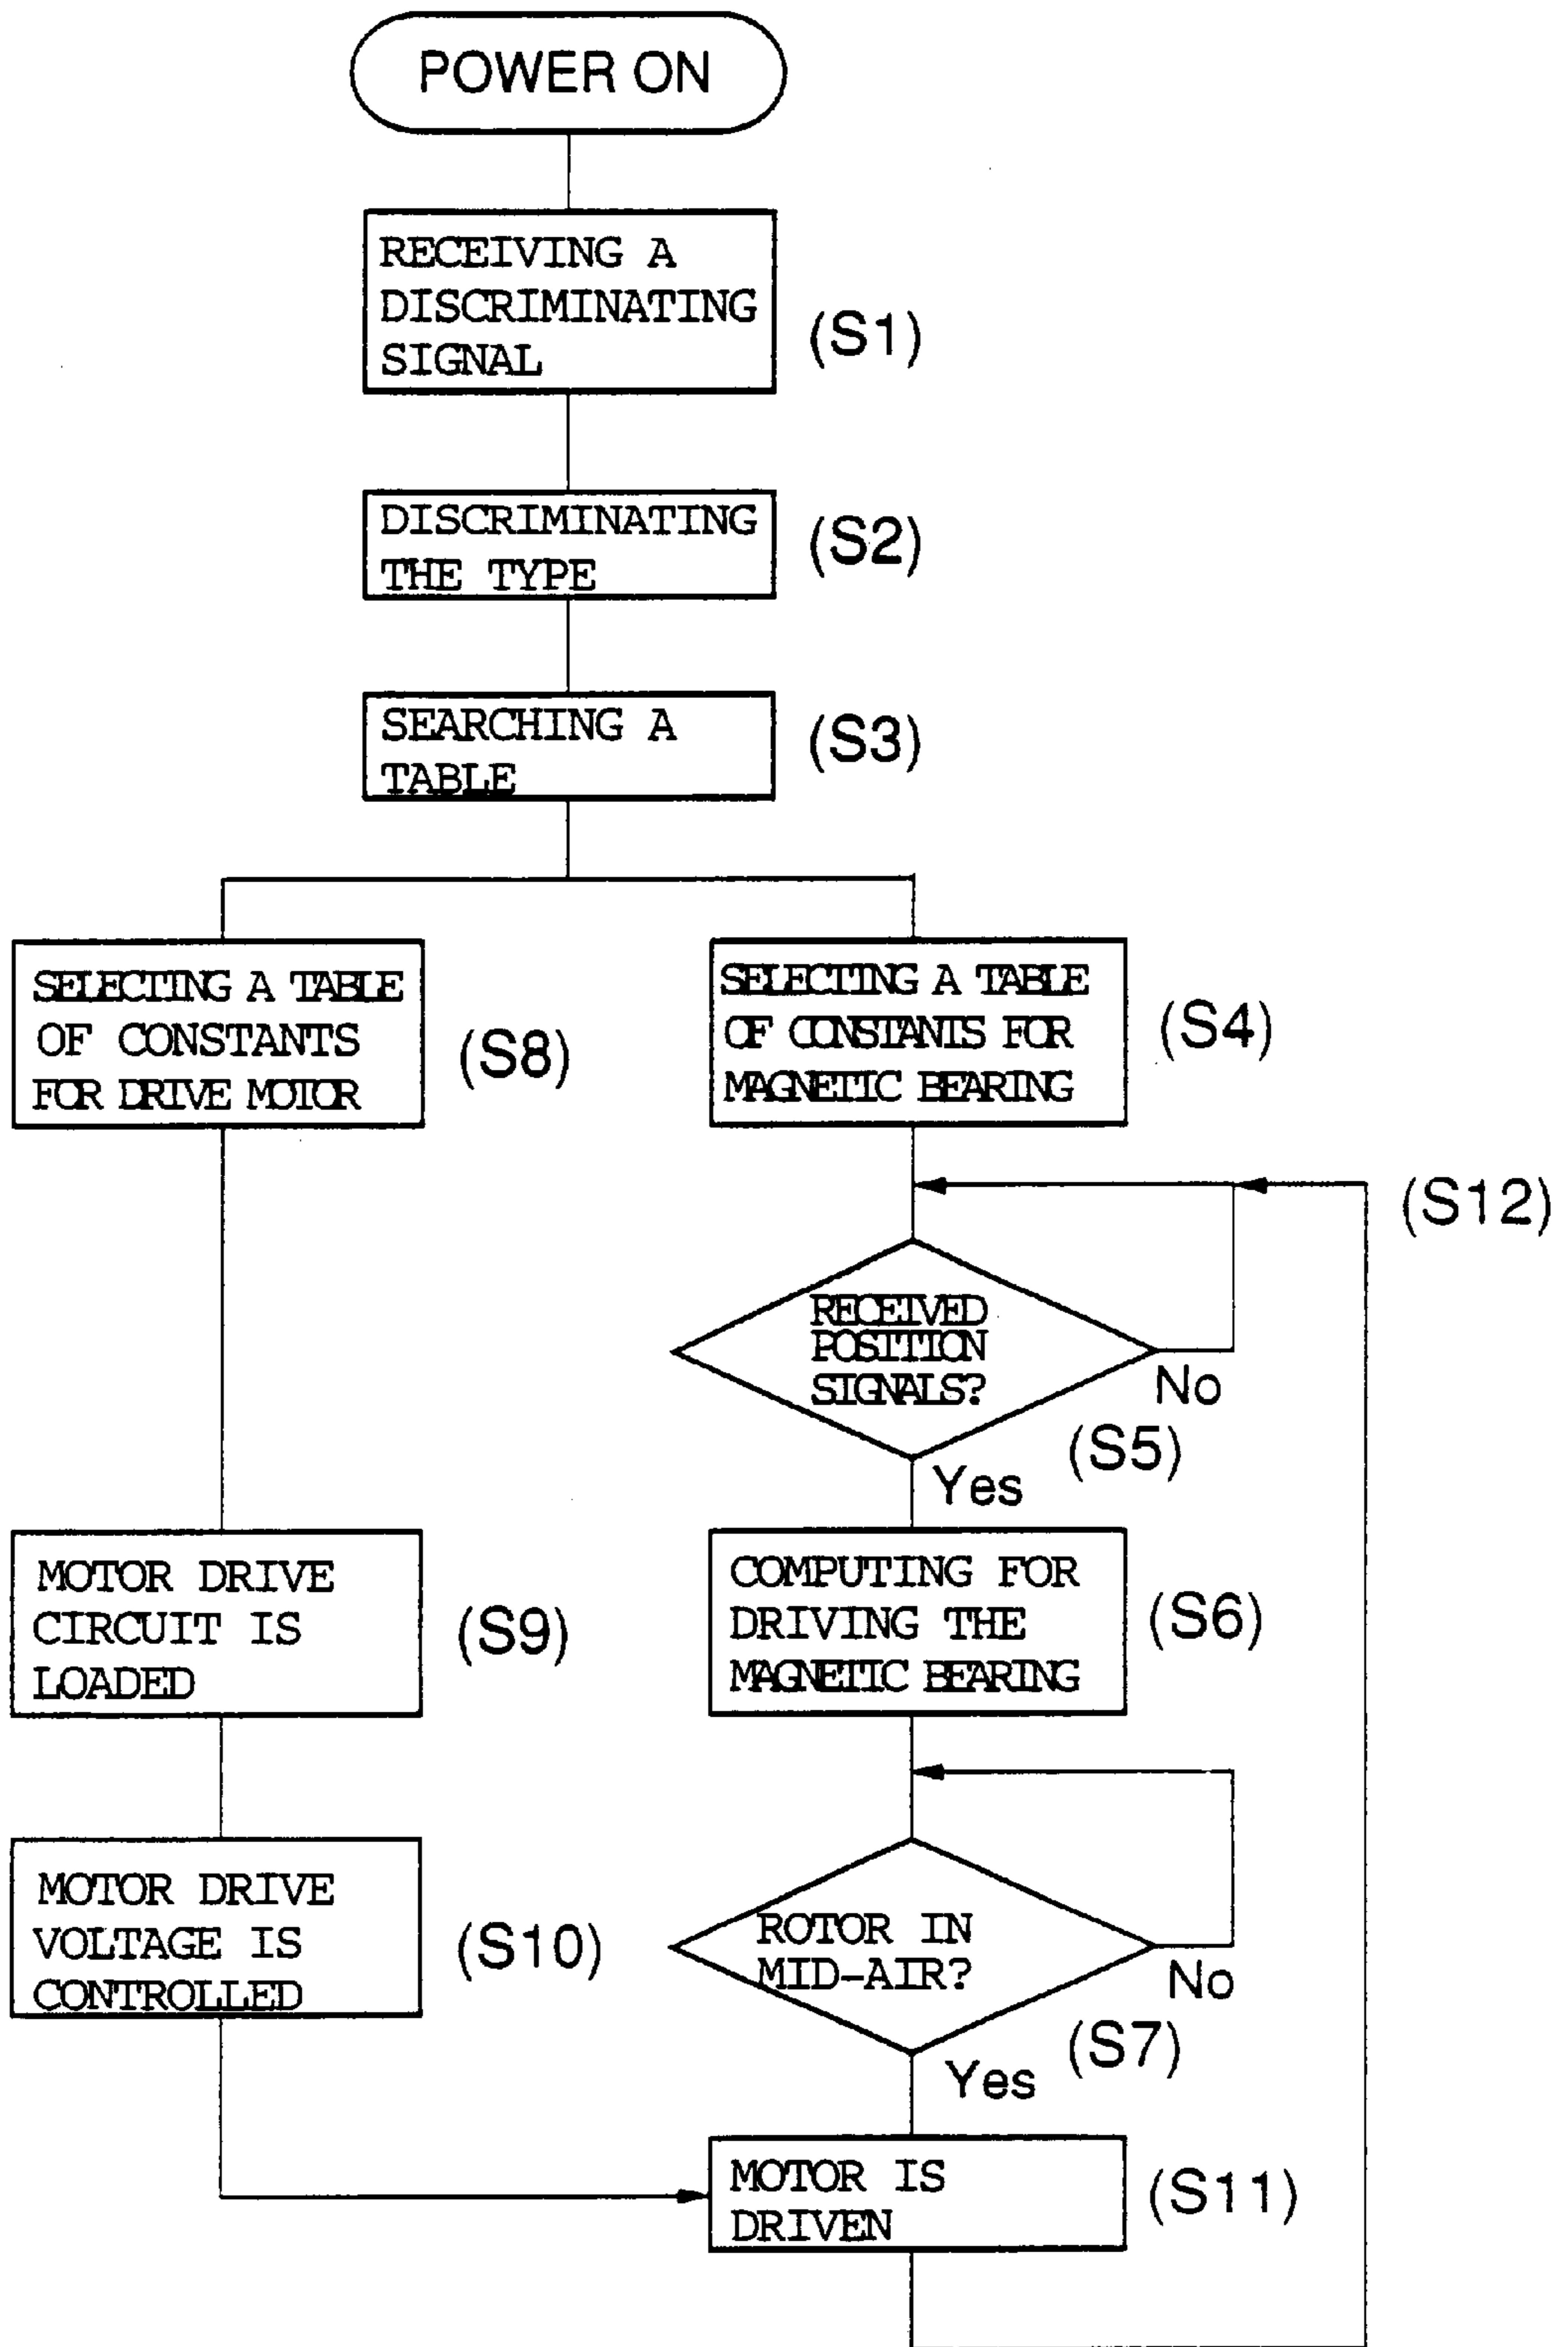 POWER ON
RECEIVING A
DISCRIMINATING
SIGNAL
(S1)
DISCRIMINATING
THE TYPE
(S2)
SEARCHING A
TABLE
(S3)
SELECTING A TABLE
OF CONSTANTS
FOR DRIVE MOTOR
(S8)
SELECTING A TABLE
OF CONSTANTS FOR
MAGNETIC BEARING
(S4)
(S12)
RECEIVED
POSITION
SIGNALS?
No
(S5)
Yes
MOTOR DRIVE
CIRCUIT IS
LOADED
(S9)
COMPUTING FOR
DRIVING THE
MAGNETIC BEARING
(S6)
MOTOR DRIVE
VOLTAGE IS
CONTROLLED
(S10)
ROTOR IN
MID-AIR?
No
(S7)
Yes
MOTOR IS
DRIVEN
(S11)